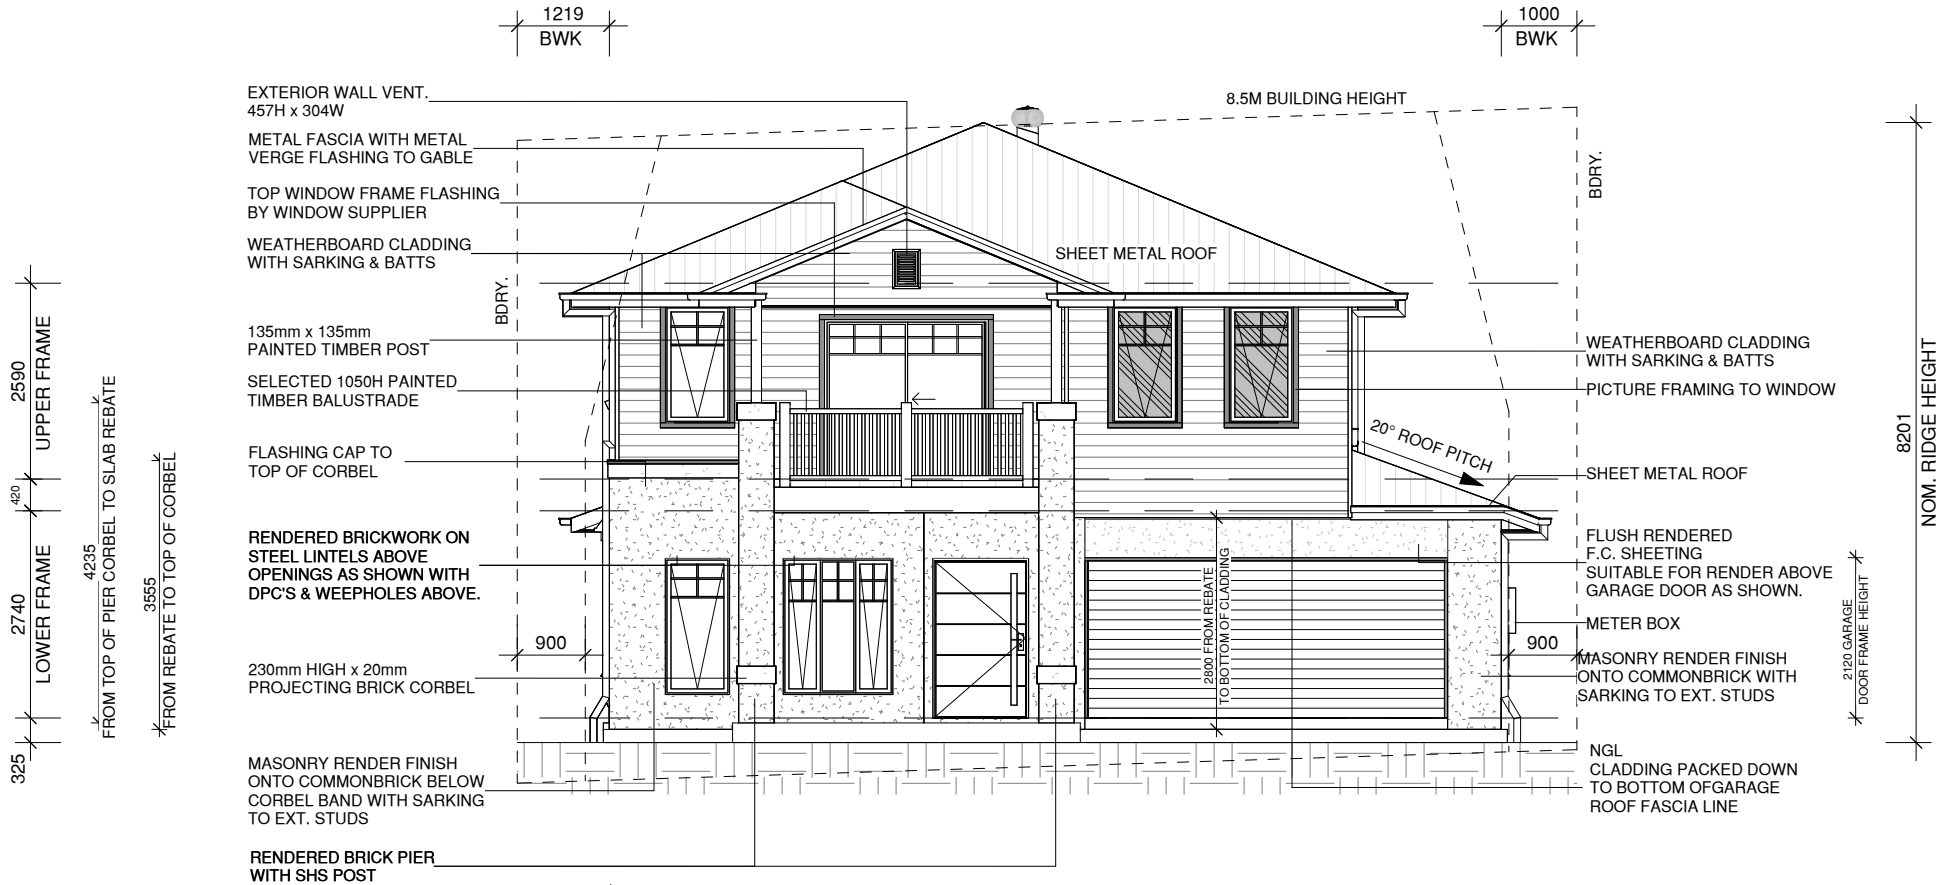 1219
BWK
1000
BWK
EXTERIOR WALL VENT.
457H x 304W
METAL FASCIA WITH METAL
VERGE FLASHING TO GABLE
TOP WINDOW FRAME FLASHING
BY WINDOW SUPPLIER
WEATHERBOARD CLADDING
WITH SARKING & BATTS
BDRY.
135mm x 135mm
PAINTED TIMBER POST
SELECTED 1050H PAINTED
TIMBER BALUSTRADE
FLASHING CAP TO
TOP OF CORBEL
RENDERED BRICKWORK ON
STEEL LINTELS ABOVE
OPENINGS AS SHOWN WITH
DPC'S & WEEPHOLES ABOVE.
900
230mm HIGH x 20mm
PROJECTING BRICK CORBEL
MASONRY RENDER FINISH
ONTO COMMONBRICK BELOW
CORBEL BAND WITH SARKING
TO EXT. STUDS
RENDERED BRICK PIER
WITH SHS POST
2590
UPPER FRAME
420
2740
LOWER FRAME
325
4235
FROM TOP OF PIER CORBEL TO SLAB REBATE
3555
FROM REBATE TO TOP OF CORBEL
8.5M BUILDING HEIGHT
SHEET METAL ROOF
20° ROOF PITCH
2800 FROM REBATE
TO BOTTOM OF CLADDING
BDRY.
WEATHERBOARD CLADDING
WITH SARKING & BATTS
PICTURE FRAMING TO WINDOW
SHEET METAL ROOF
FLUSH RENDERED
F.C. SHEETING
SUITABLE FOR RENDER ABOVE
GARAGE DOOR AS SHOWN.
METER BOX
900
MASONRY RENDER FINISH
ONTO COMMONBRICK WITH
SARKING TO EXT. STUDS
NGL
CLADDING PACKED DOWN
TO BOTTOM OFGARAGE
ROOF FASCIA LINE
2120 GARAGE
DOOR FRAME HEIGHT
8201
NOM. RIDGE HEIGHT